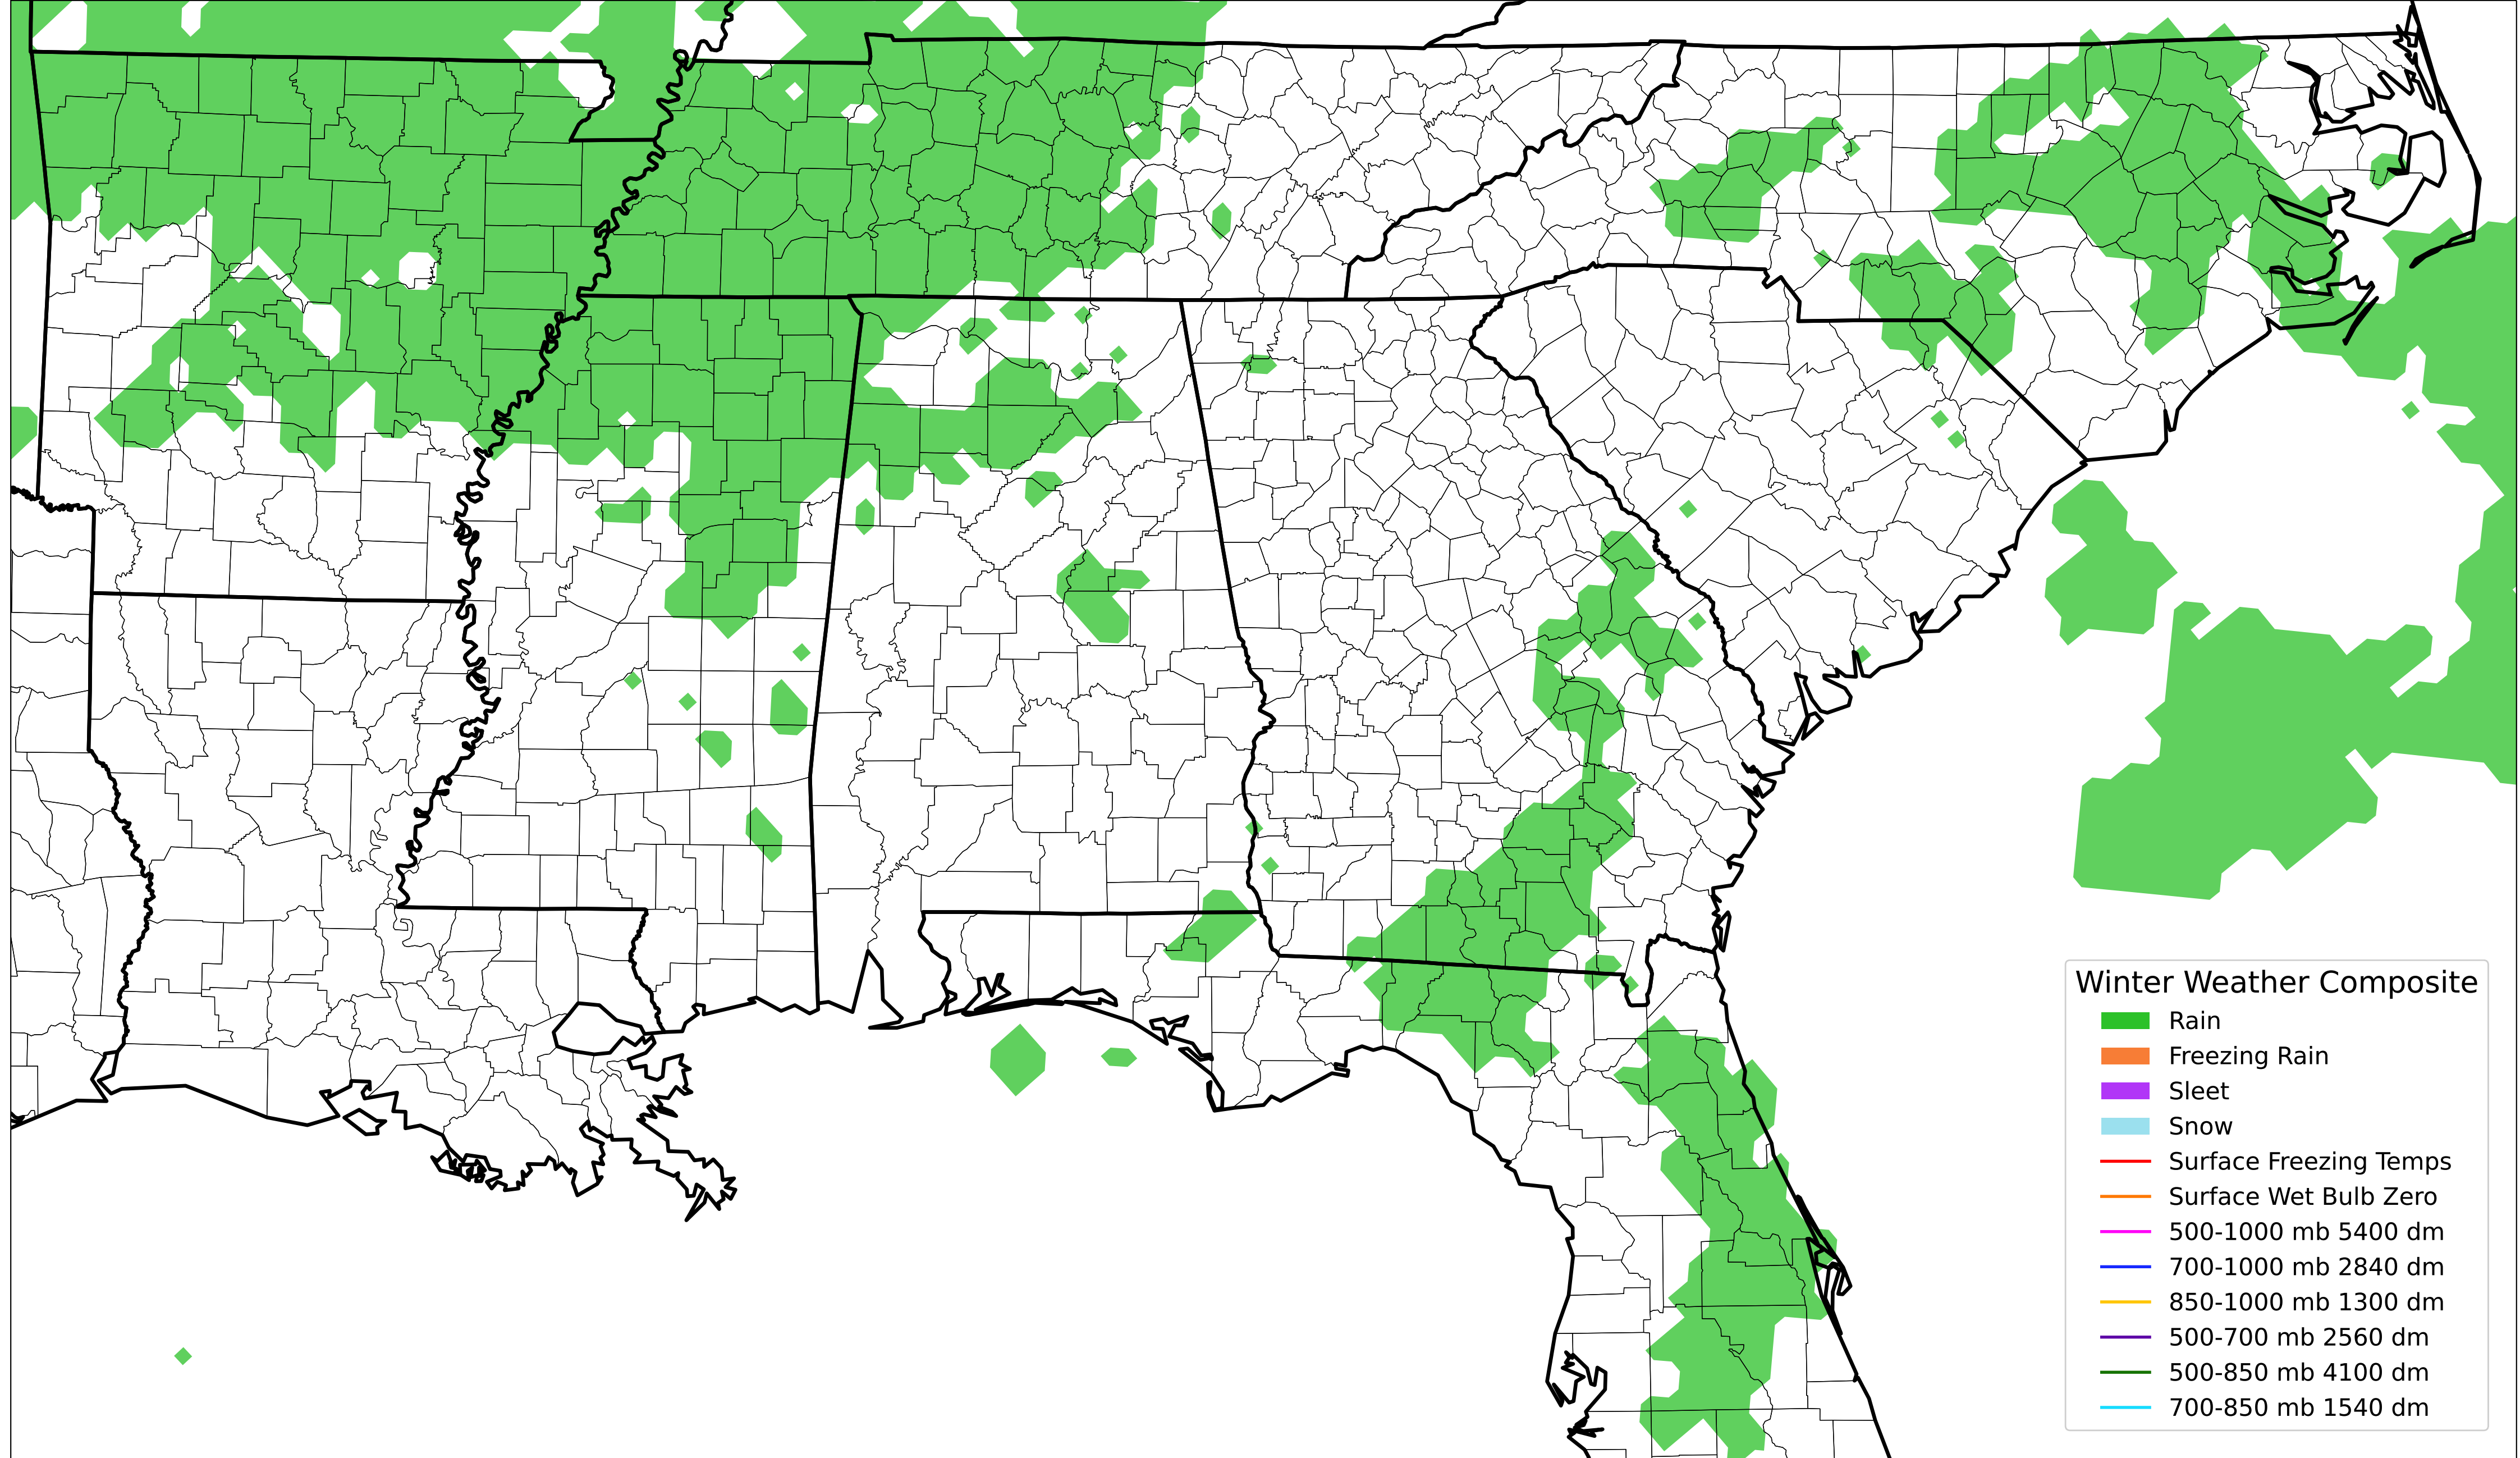 Winter Weather Composite
Rain
Freezing Rain
Sleet
Snow
Surface Freezing Temps
Surface Wet Bulb Zero
500-1000 mb 5400 dm
700-1000 mb 2840 dm
850-1000 mb 1300 dm
500-700 mb 2560 dm
500-850 mb 4100 dm
700-850 mb 1540 dm